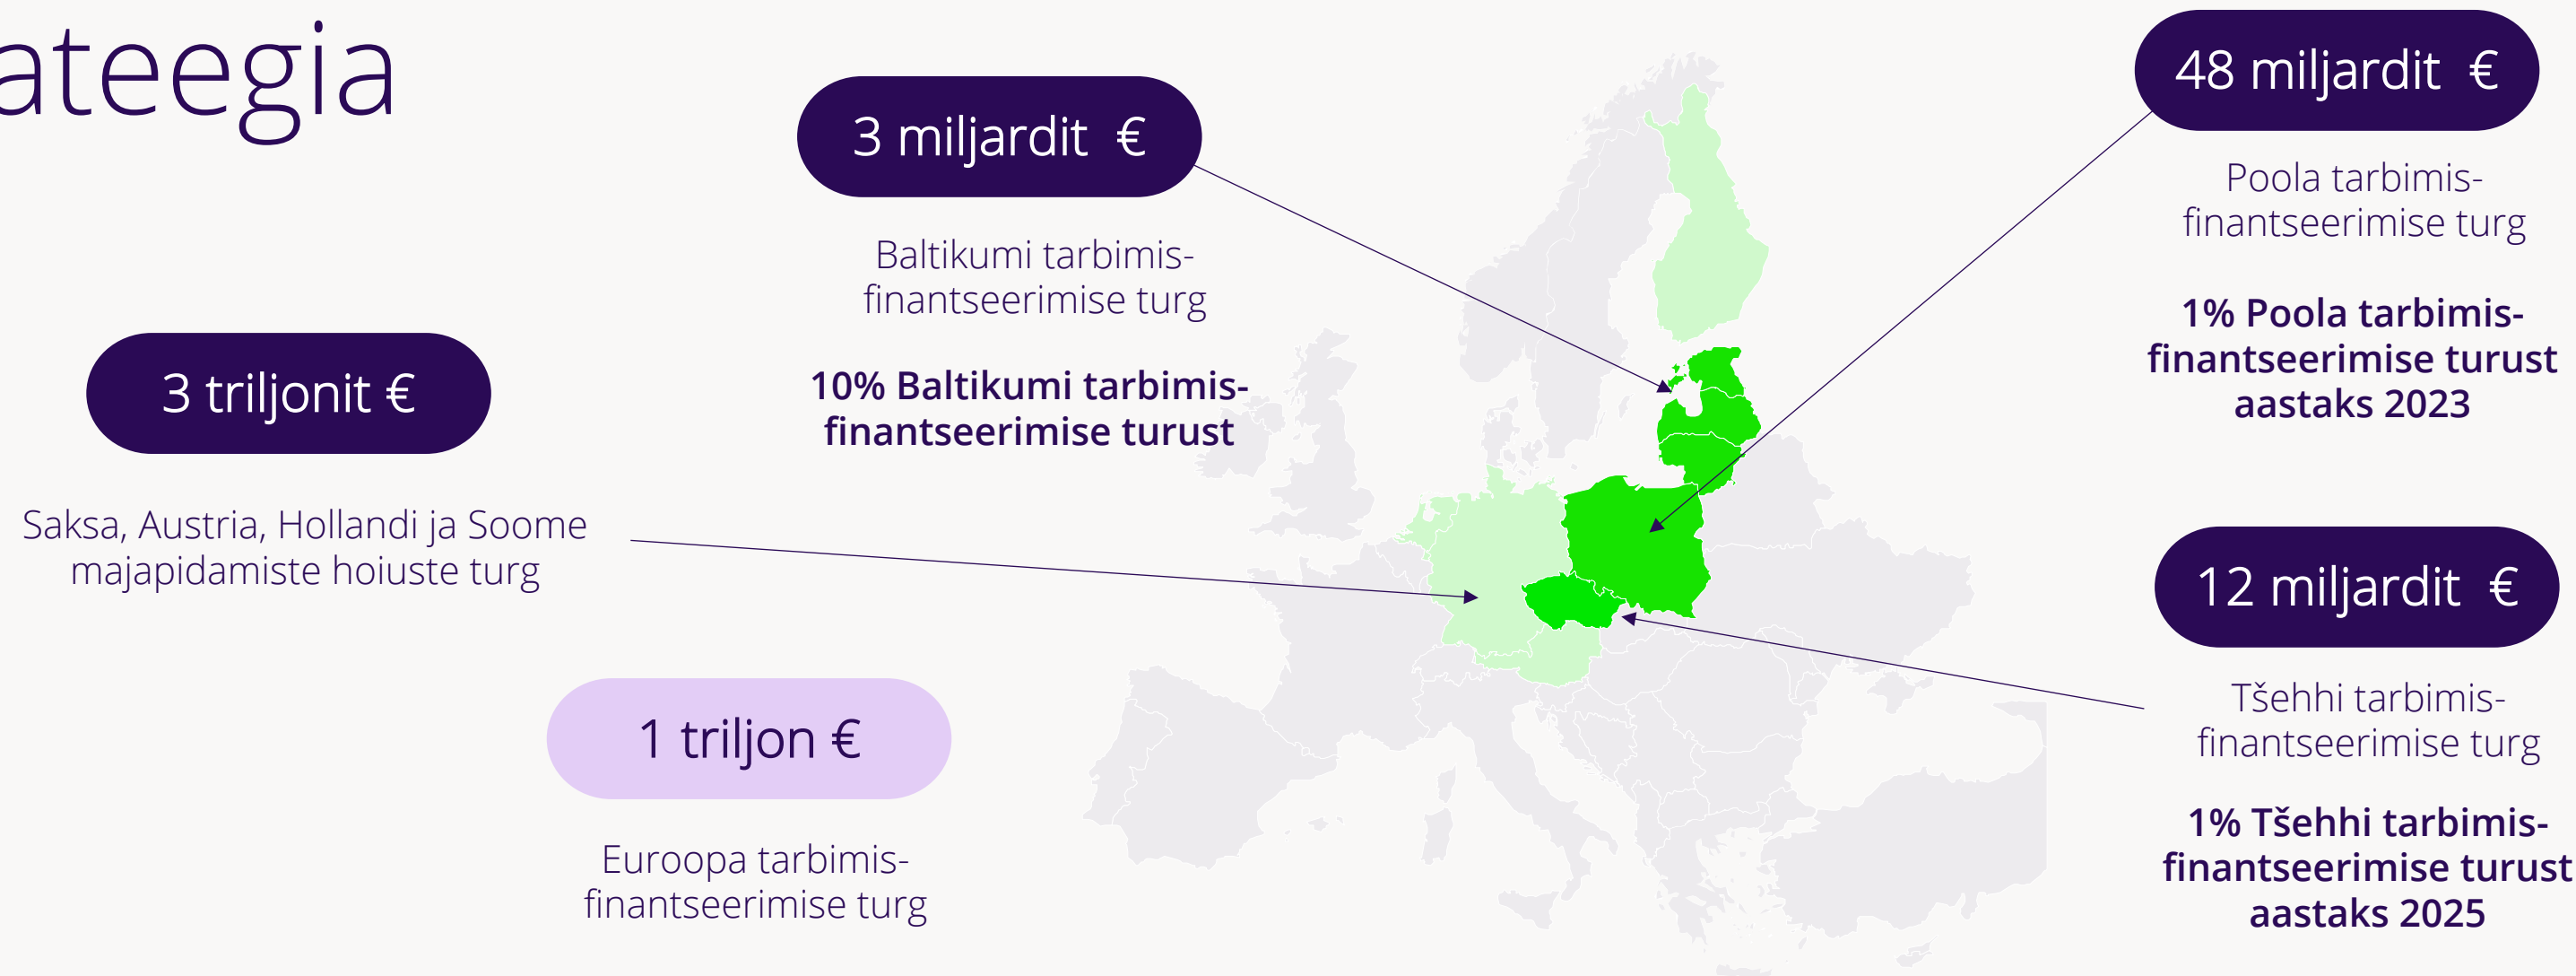 ateegia
3 miljardit €
Baltikumi tarbimis-
finantseerimise turg
10% Baltikumi tarbimis-
finantseerimise turust
48 miljardit €
Poola tarbimis-
finantseerimise turg
1% Poola tarbimis-
finantseerimise turust
aastaks 2023
3 triljonit €
Saksa, Austria, Hollandi ja Soome
majapidamiste hoiuste turg
12 miljardit €
Tšehhi tarbimis-
finantseerimise turg
1% Tšehhi tarbimis-
finantseerimise turust
aastaks 2025
1 triljon €
Euroopa tarbimis-
finantseerimise turg